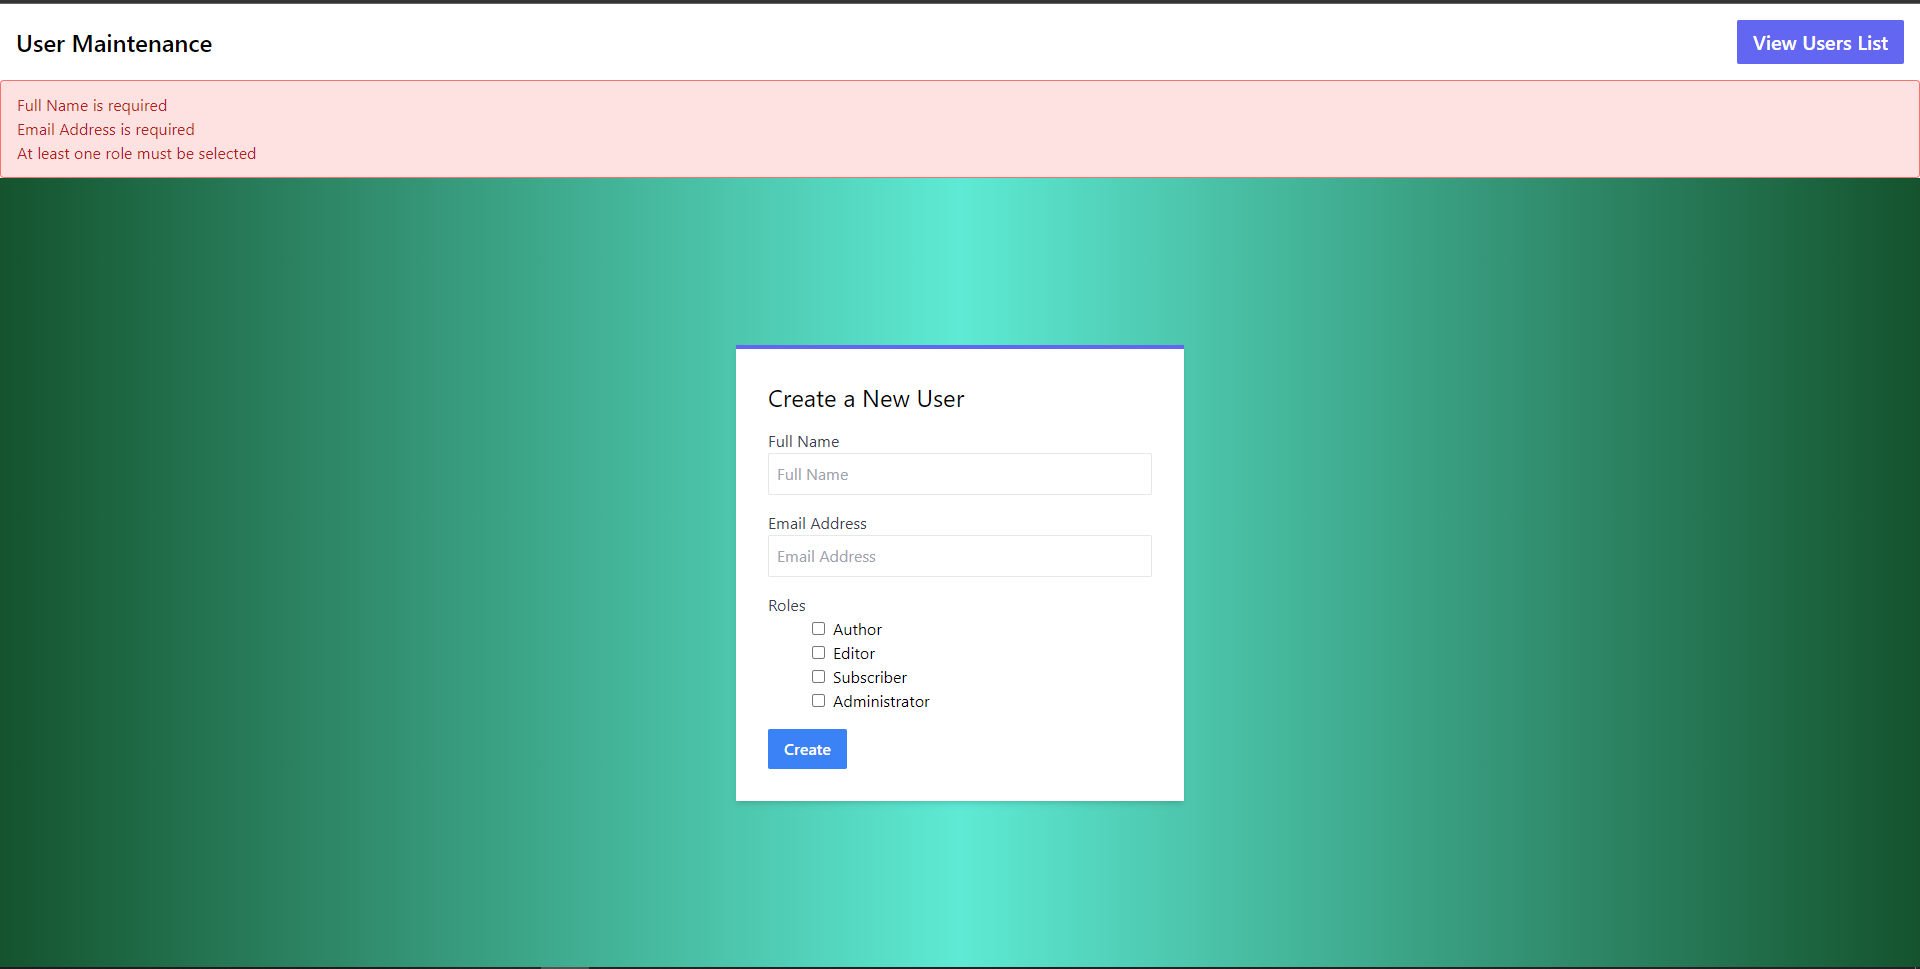 User Maintenance
View Users List
Full Name is required
Email Address is required
At least one role must be selected
Create a New User
Full Name
Full Name
Email Address
Email Address
Roles
Author
Editor
Subscriber
Administrator
Create